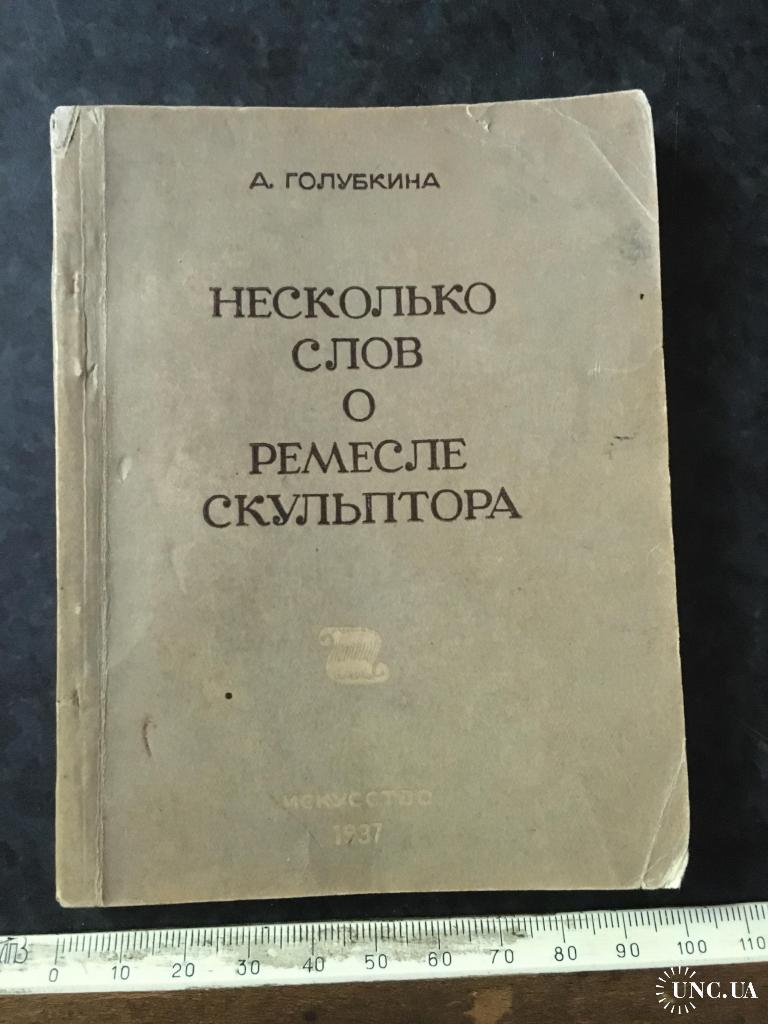 А. ГОЛУБКИНА
НЕСКОЛЬКО
СЛОВ
О
РЕМЕСЛЕ
СКУЛЬПТОРА
ИСКУССТВО
1937
0 10 20 30 40 50 60 70 80 90 100 110
UNC.UA